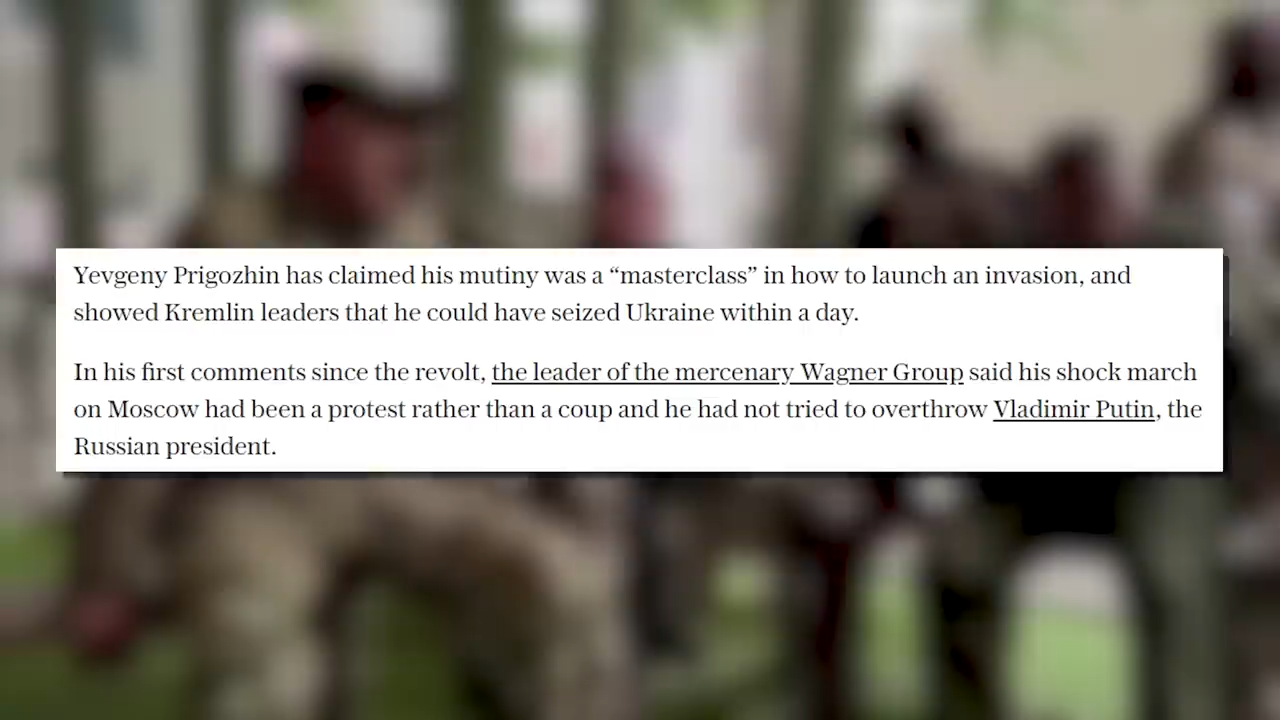 Yevgeny Prigozhin has claimed his mutiny was a “masterclass” in how to launch an invasion, and
showed Kremlin leaders that he could have seized Ukraine within a day.
In his first comments since the revolt, the leader of the mercenary Wagner Group said his shock march
on Moscow had been a protest rather than a coup and he had not tried to overthrow Vladimir Putin, the
Russian president.